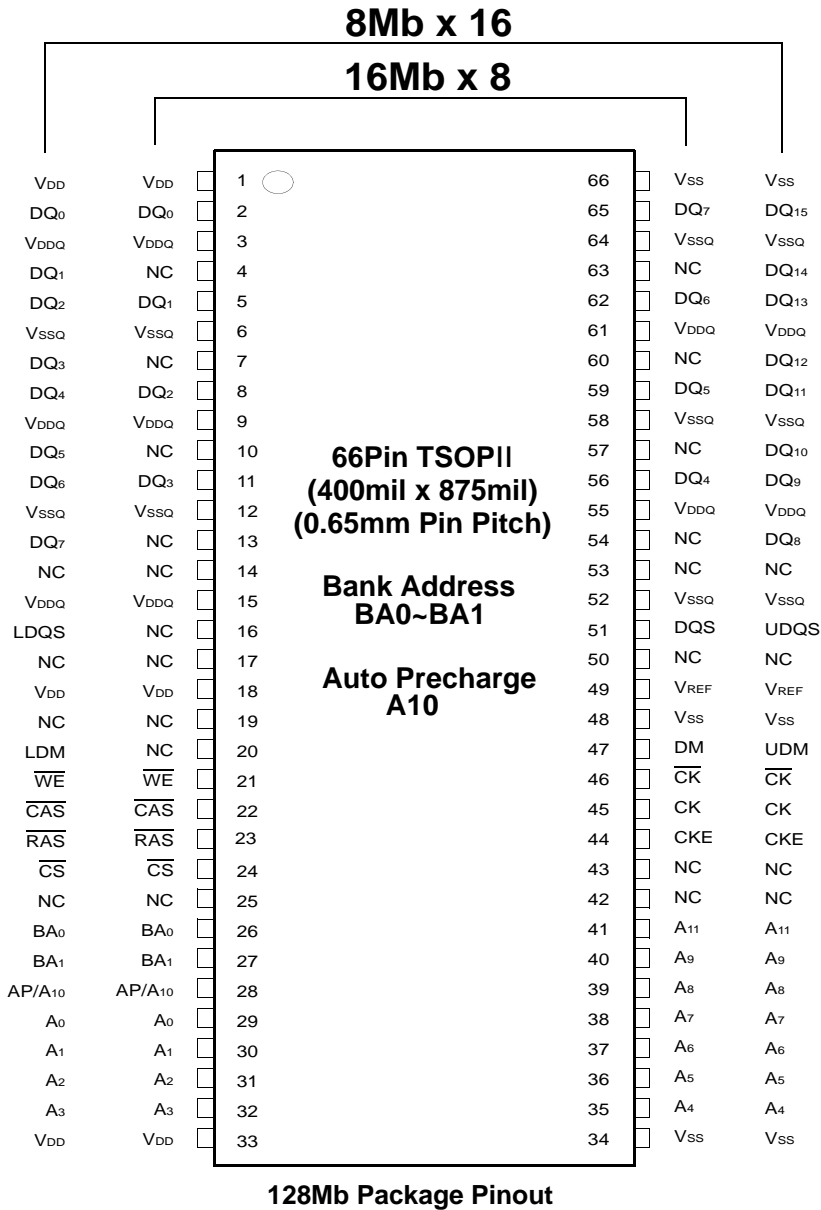 8Mb x 16
16Mb x 8
VDD VDD 1 66 VSS VSS
DQ0 DQ0 2 65 DQ7 DQ15
VDDQ VDDQ 3 64 VSSQ VSSQ
DQ1 NC 4 63 NC DQ14
DQ2 DQ1 5 62 DQ6 DQ13
VSSQ VSSQ 6 61 VDDQ VDDQ
DQ3 NC 7 60 NC DQ12
DQ4 DQ2 8 59 DQ5 DQ11
VDDQ VDDQ 9 58 VSSQ VSSQ
DQ5 NC 10 57 NC DQ10
DQ6 DQ3 11 56 DQ4 DQ9
VSSQ VSSQ 12 55 VDDQ VDDQ
DQ7 NC 13 54 NC DQ8
NC NC 14 53 NC NC
VDDQ VDDQ 15 52 VSSQ VSSQ
LDQS NC 16 51 DQS UDQS
NC NC 17 50 NC NC
VDD VDD 18 49 VREF VREF
NC NC 19 48 VSS VSS
LDM NC 20 47 DM UDM
W̅E̅ W̅E̅ 21 46 C̅K̅ C̅K̅
C̅A̅S̅ C̅A̅S̅ 22 45 CK CK
R̅A̅S̅ R̅A̅S̅ 23 44 CKE CKE
C̅S̅ C̅S̅ 24 43 NC NC
NC NC 25 42 NC NC
BA0 BA0 26 41 A11 A11
BA1 BA1 27 40 A9 A9
AP/A10 AP/A10 28 39 A8 A8
A0 A0 29 38 A7 A7
A1 A1 30 37 A6 A6
A2 A2 31 36 A5 A5
A3 A3 32 35 A4 A4
VDD VDD 33 34 VSS VSS
66Pin TSOPII
(400mil x 875mil)
(0.65mm Pin Pitch)
Bank Address
BA0~BA1
Auto Precharge
A10
128Mb Package Pinout